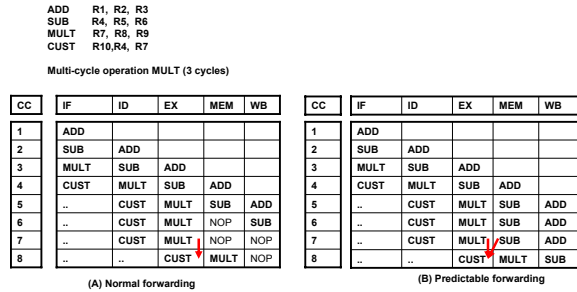 ADD R1, R2, R3
SUB R4, R5, R6
MULT R7, R8, R9
CUST R10,R4, R7
Multi-cycle operation MULT (3 cycles)
CC IF ID EX MEM WB
1 ADD
2 SUB ADD
3 MULT SUB ADD
4 CUST MULT SUB ADD
5 .. CUST MULT SUB ADD
6 .. CUST MULT NOP SUB
7 .. CUST MULT NOP NOP
8 .. .. CUST MULT NOP
(A) Normal forwarding
CC IF ID EX MEM WB
1 ADD
2 SUB ADD
3 MULT SUB ADD
4 CUST MULT SUB ADD
5 .. CUST MULT SUB ADD
6 .. CUST MULT SUB ADD
7 .. CUST MULT SUB ADD
8 .. .. CUST MULT SUB
(B) Predictable forwarding